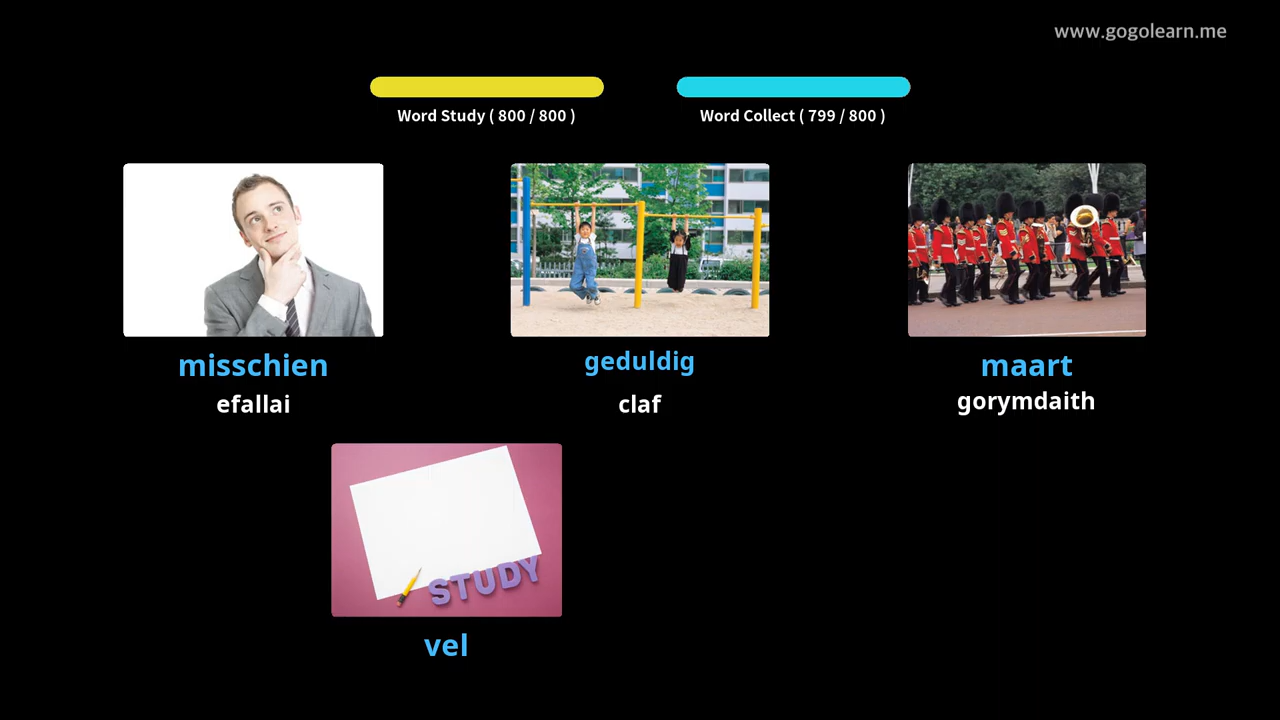 www.gogolearn.me
Word Study ( 800 / 800 )
Word Collect ( 799 / 800 )
misschien
efallai
geduldig
claf
maart
gorymdaith
STUDY
vel